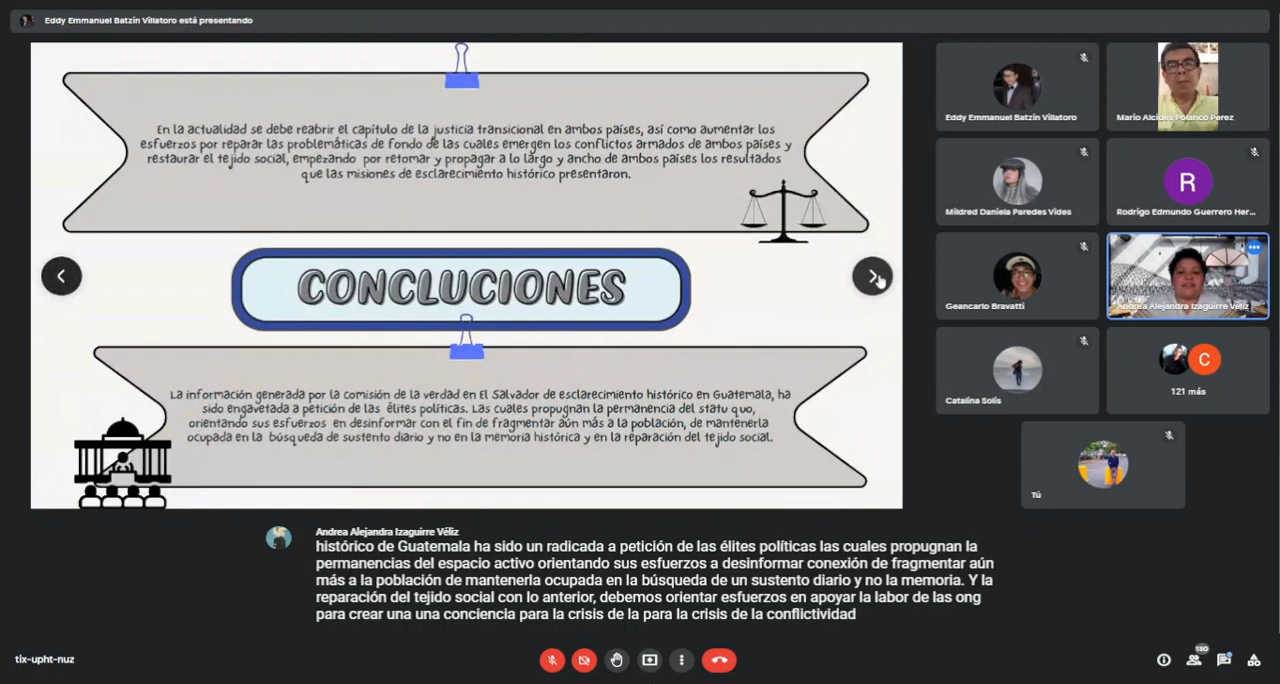 Eddy Emmanuel Batzín Villatoro está presentando
En la actualidad se debe reabrir el capítulo de la justicia transicional en ambos países, así como aumentar los
esfuerzos por reparar las problemáticas de fondo de las cuales emergen los conflictos armados de ambos países y
restaurar el tejido social, empezando por retomar y propagar a lo largo y ancho de ambos países los resultados
que las misiones de esclarecimiento histórico presentaron.
CONCLUCIONES
La información generada por la comisión de la verdad en El Salvador de esclarecimiento histórico en Guatemala, ha
sido engavetada a petición de las élites políticas. Las cuales propugnan la permanencia del statu quo,
orientando sus esfuerzos en desinformar con el fin de fragmentar aún más a la población, de mantenerla
ocupada en la búsqueda de sustento diario y no en la memoria histórica y en la reparación del tejido social.
Eddy Emmanuel Batzín Villatoro
Mario Alcides Polanco Perez
Mildred Daniela Paredes Vides
R
Rodrigo Edmundo Guerrero Her...
Geancarlo Bravatti
Andrea Alejandra Izaguirre Véliz
Catalina Solís
C
121 más
Tú
Andrea Alejandra Izaguirre Véliz
histórico de Guatemala ha sido un radicada a petición de las élites políticas las cuales propugnan la
permanencias del espacio activo orientando sus esfuerzos a desinformar conexión de fragmentar aún
más a la población de mantenerla ocupada en la búsqueda de un sustento diario y no la memoria. Y la
reparación del tejido social con lo anterior, debemos orientar esfuerzos en apoyar la labor de las ong
para crear una una conciencia para la crisis de la para la crisis de la conflictividad
tix-upht-nuz
130